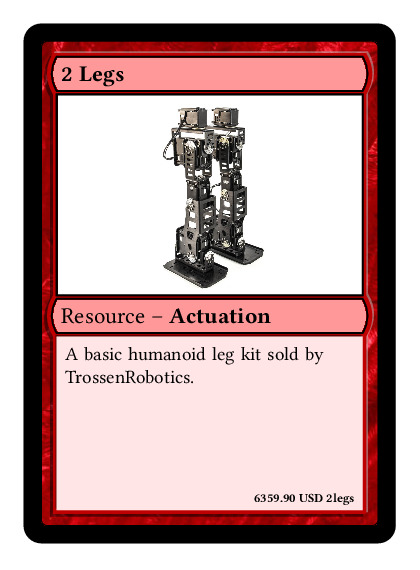 2 Legs
Resource – Actuation
A basic humanoid leg kit sold by
TrossenRobotics.
6359.90 USD 2legs